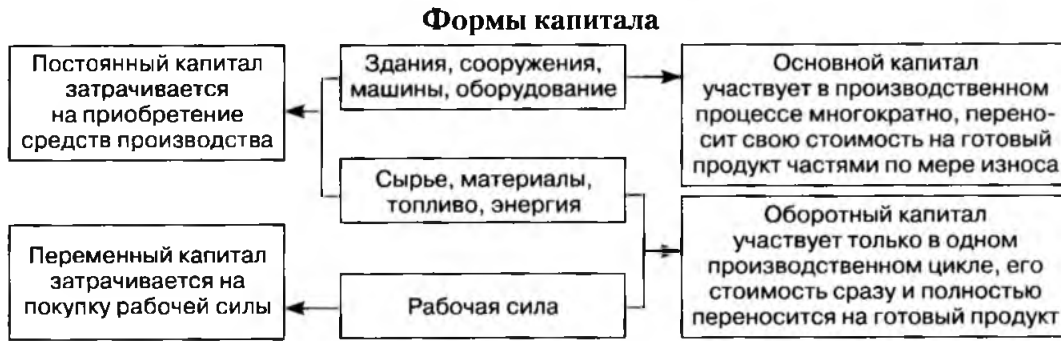 Формы капитала
Постоянный капитал
затрачивается
на приобретение
средств производства
Здания, сооружения,
машины, оборудование
Основной капитал
участвует в производственном
процессе многократно, перено-
сит свою стоимость на готовый
продукт частями по мере износа
Сырье, материалы,
топливо, энергия
Переменный капитал
затрачивается на
покупку рабочей силы
Рабочая сила
Оборотный капитал
участвует только в одном
производственном цикле, его
стоимость сразу и полностью
переносится на готовый продукт